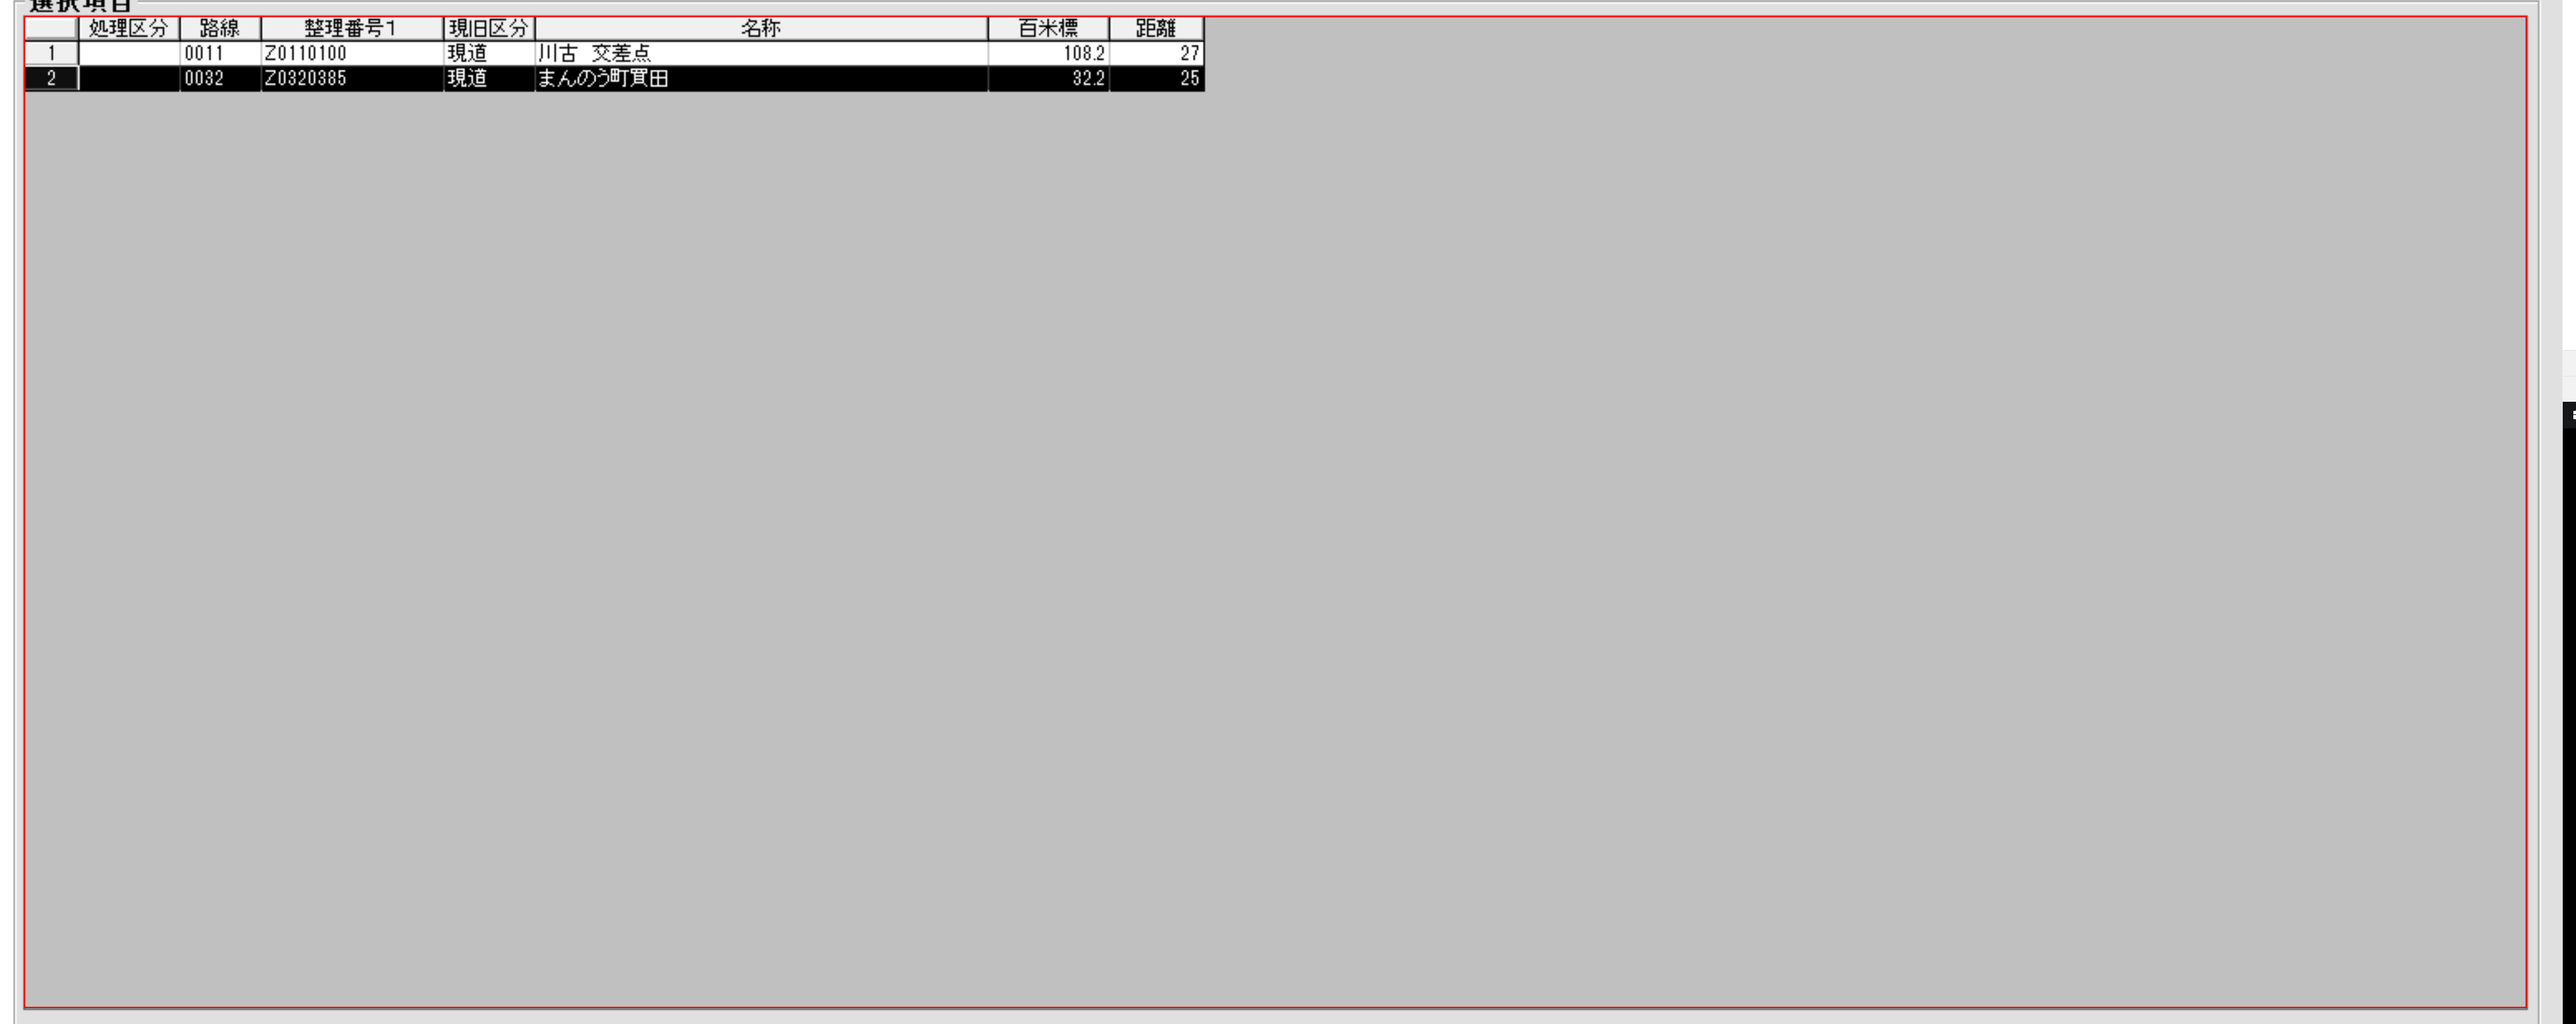 選択項目
処理区分 路線 整理番号1 現旧区分 名称 百米標 距離
1 0011 Z0110100 現道 川古 交差点 108.2 27
2 0032 Z0320385 現道 まんのう町買田 32.2 25